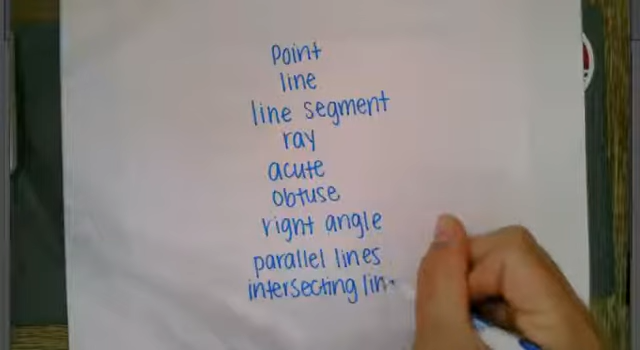 Point
line
line segment
ray
acute
obtuse
right angle
parallel lines
intersecting lin